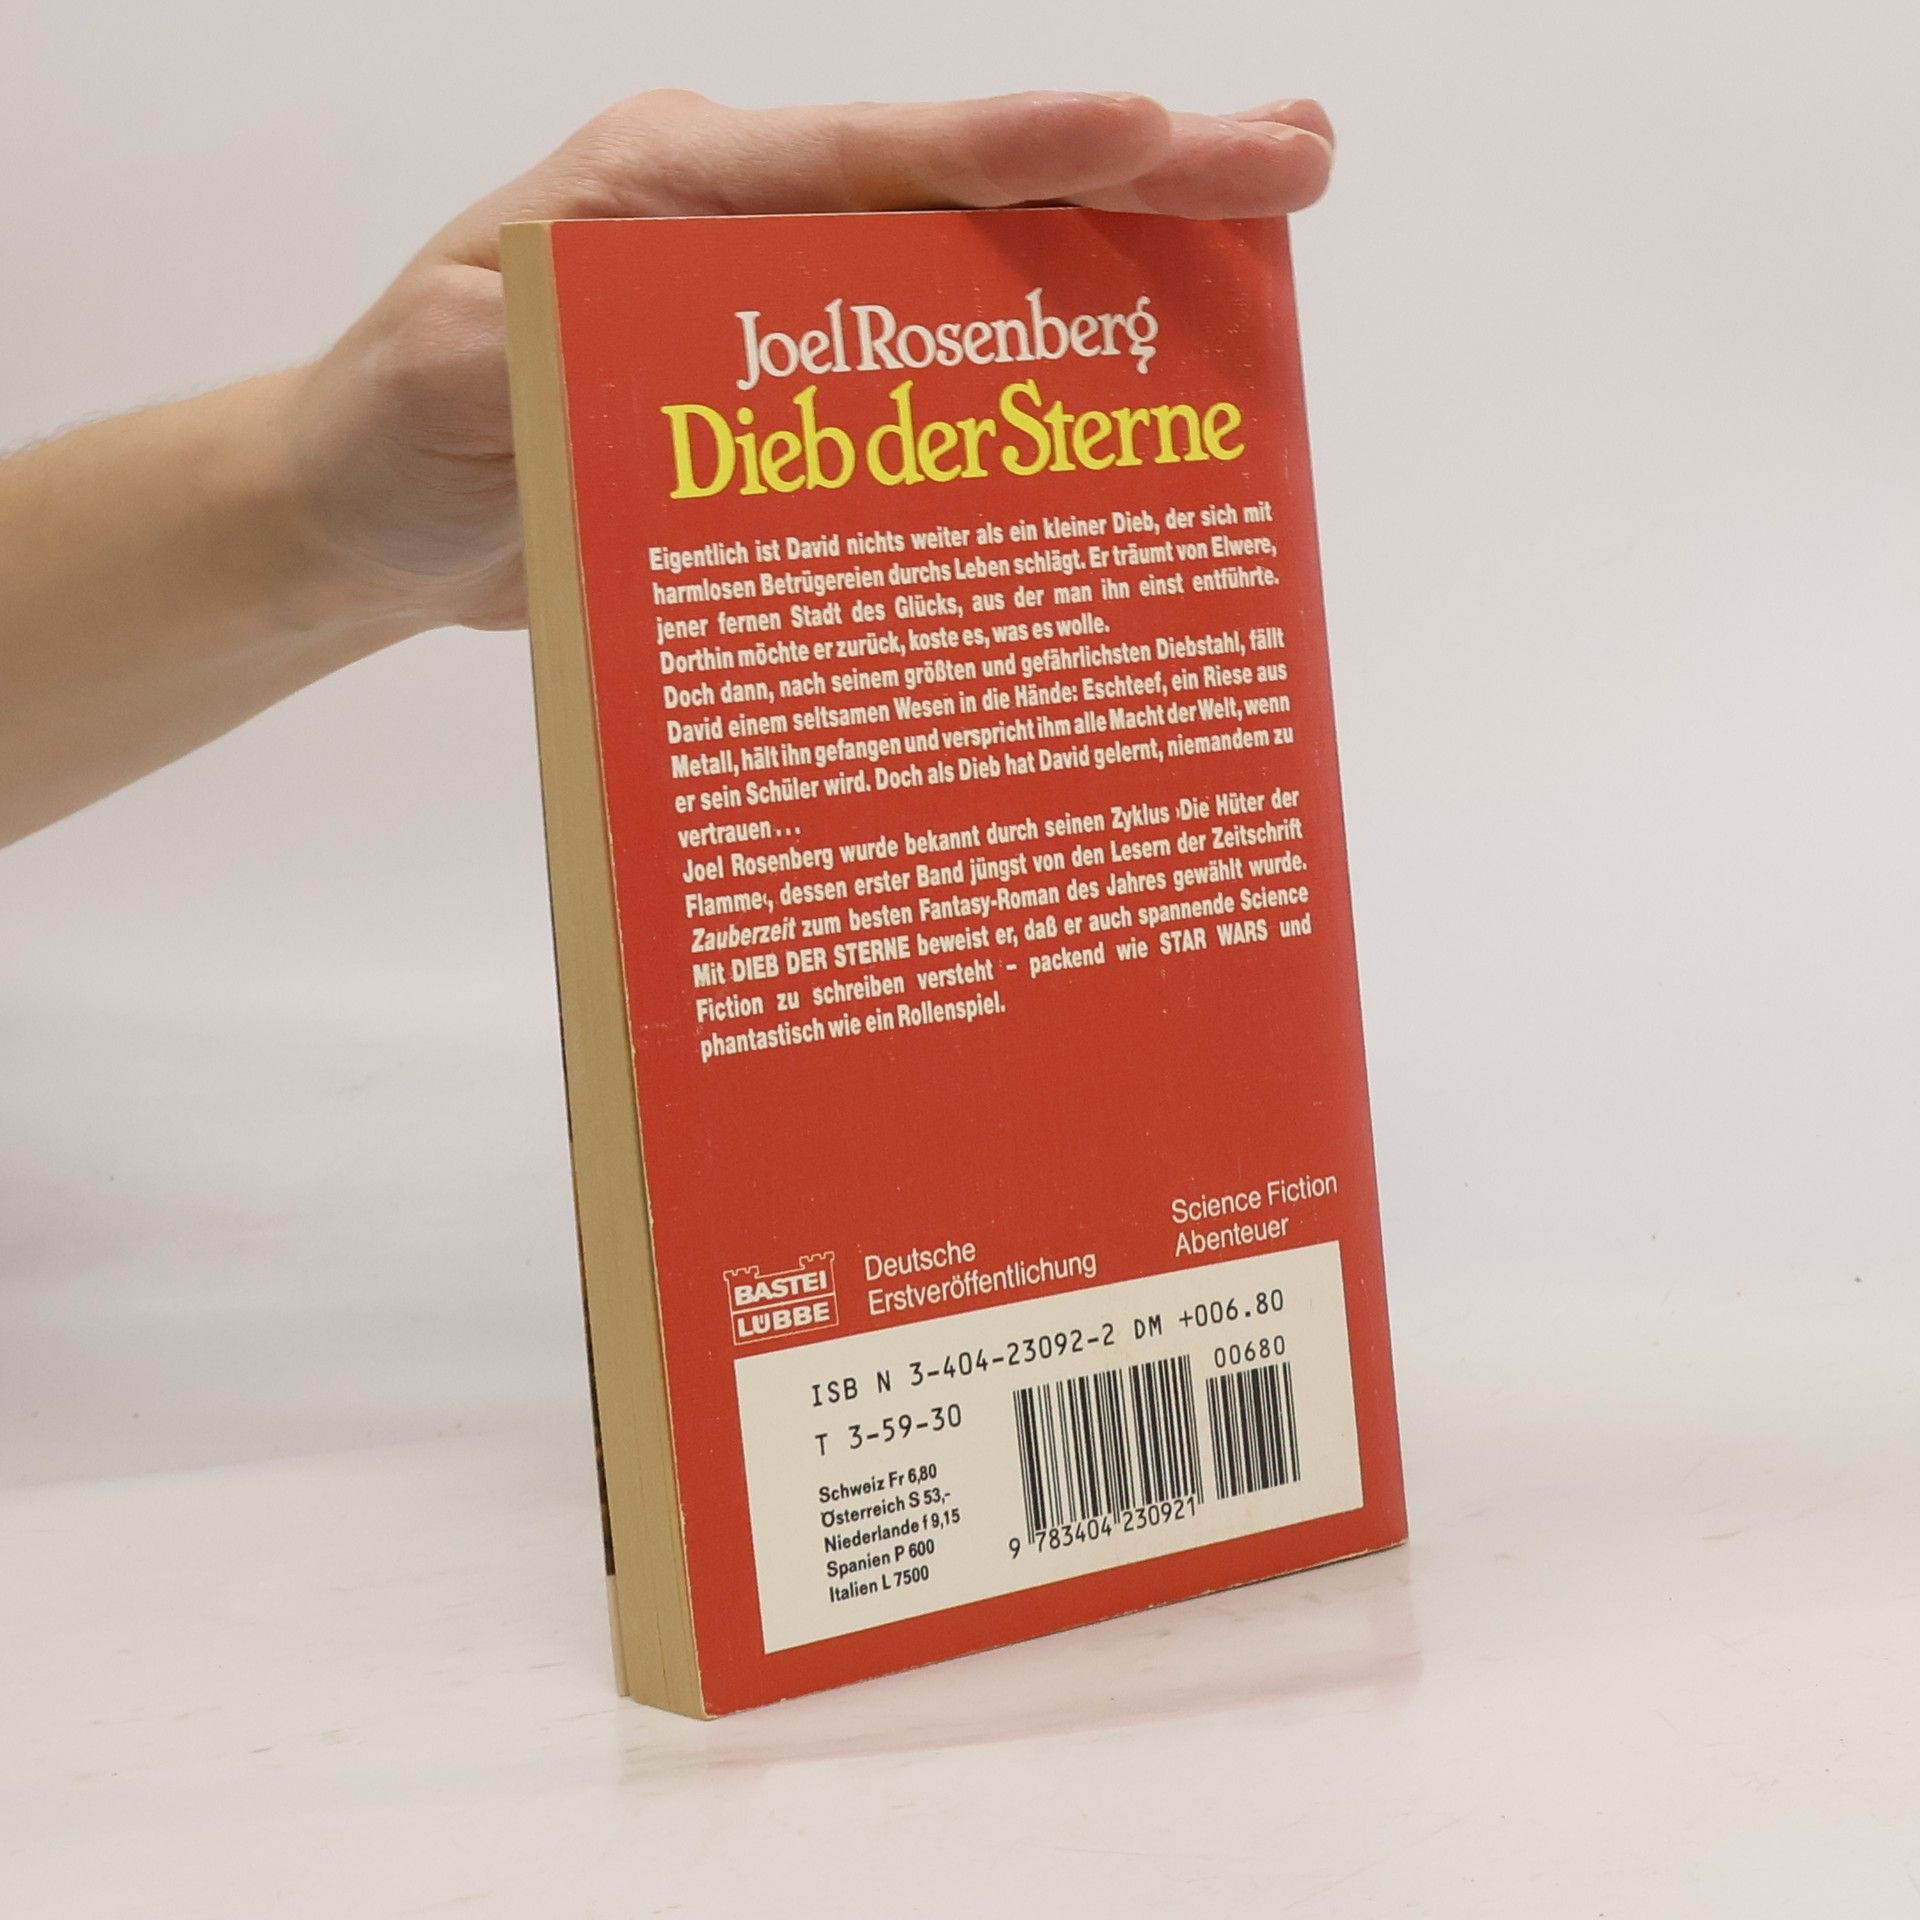 Joel Rosenberg
Dieb der Sterne
Eigentlich ist David nichts weiter als ein kleiner Dieb, der sich mit
harmlosen Betrügereien durchs Leben schlägt. Er träumt von Elwere,
jener fernen Stadt des Glücks, aus der man ihn einst entführte.
Dorthin möchte er zurück, koste es, was es wolle.
Doch dann, nach seinem größten und gefährlichsten Diebstahl, fällt
David einem seltsamen Wesen in die Hände: Eschteef, ein Riese aus
Metall, hält ihn gefangen und verspricht ihm alle Macht der Welt, wenn
er sein Schüler wird. Doch als Dieb hat David gelernt, niemandem zu
vertrauen...
Joel Rosenberg wurde bekannt durch seinen Zyklus ›Die Hüter der
Flamme‹, dessen erster Band jüngst von den Lesern der Zeitschrift
Zauberzeit zum besten Fantasy-Roman des Jahres gewählt wurde.
Mit DIEB DER STERNE beweist er, daß er auch spannende Science
Fiction zu schreiben versteht – packend wie STAR WARS und
phantastisch wie ein Rollenspiel.
BASTEI
LÜBBE
Deutsche
Erstveröffentlichung
Science Fiction
Abenteuer
ISB N 3-404-23092-2 DM +006.80
T 3-59-30
00680
Schweiz Fr 6,80
Österreich S 53,-
Niederlande f 9,15
Spanien P 600
Italien L 7500
9 783404 230921